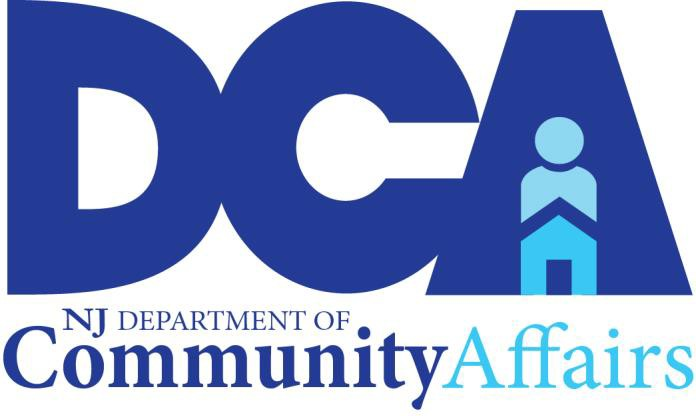 DCA
NJ DEPARTMENT OF
CommunityAffairs